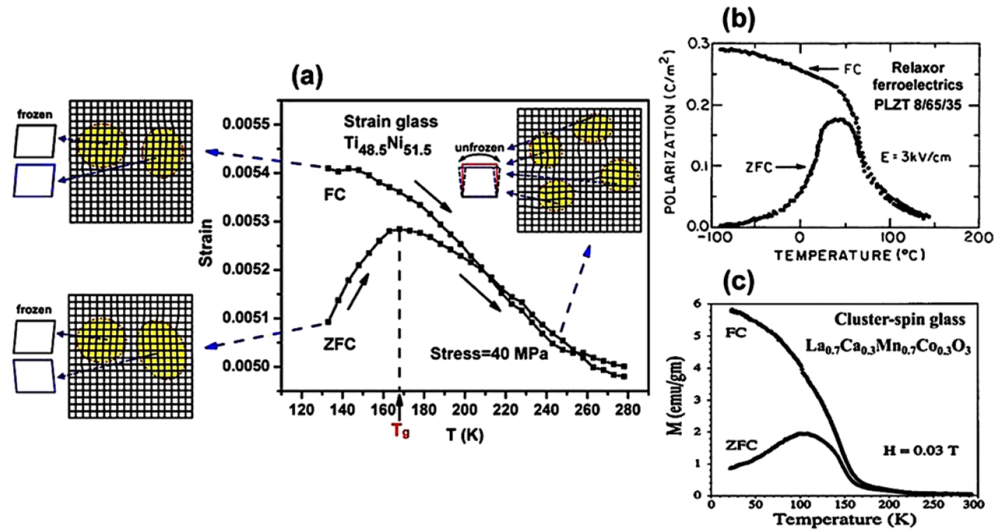 (a)
frozen
frozen
0.0055
0.0054
0.0053
0.0052
0.0051
0.0050
Strain
Strain glass
Ti48.5Ni51.5
unfrozen
FC
ZFC
Stress=40 MPa
120 140 160 180 200 220 240 260 280
Tg
T (K)
(b)
0.3
0.2
0.1
0
POLARIZATION (C/m²)
FC
Relaxor
ferroelectrics
PLZT 8/65/35
ZFC
E = 3kV/cm
-100 0 100 200
TEMPERATURE (°C)
(c)
6
5
4
3
2
1
0
M (emu/gm)
FC
Cluster-spin glass
La0.7Ca0.3Mn0.7Co0.3O3
ZFC
H = 0.03 T
0 50 100 150 200 250 300
Temperature (K)